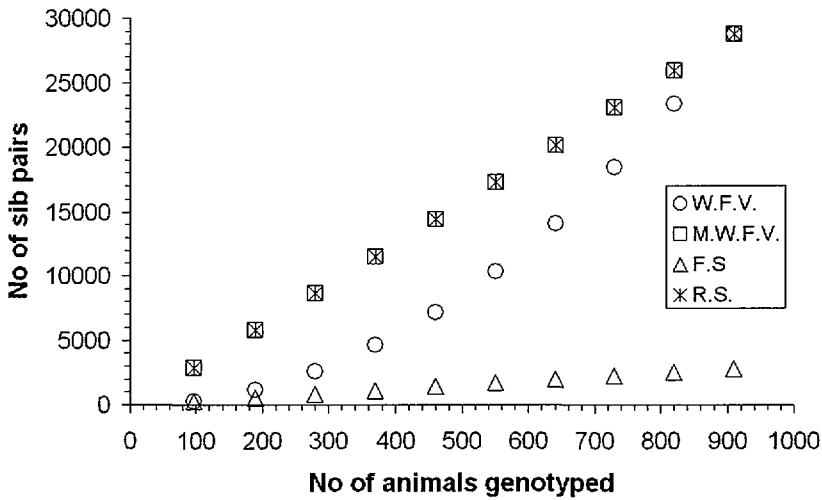 30000
25000
20000
15000
10000
5000
0
No of sib pairs
0 100 200 300 400 500 600 700 800 900 1000
No of animals genotyped
W.F.V.
M.W.F.V.
F.S
R.S.